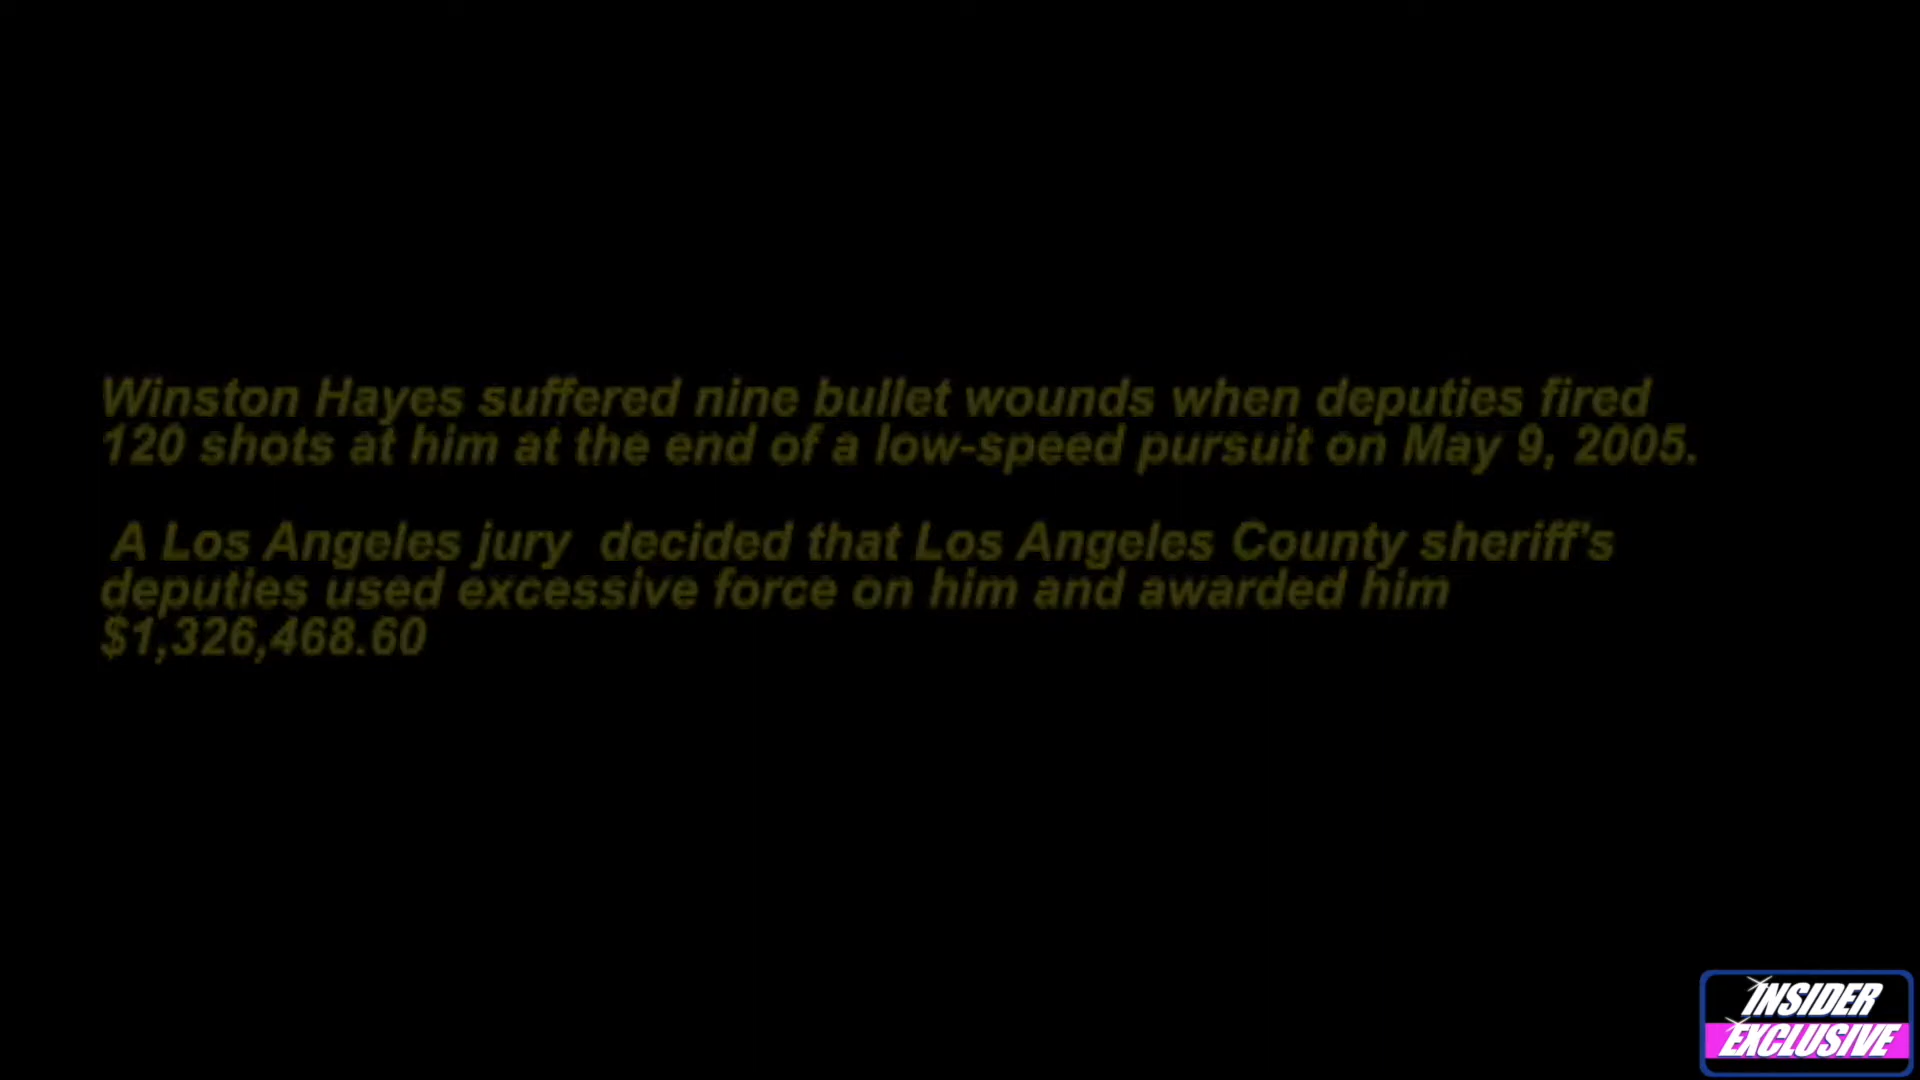 Winston Hayes suffered nine bullet wounds when deputies fired
120 shots at him at the end of a low-speed pursuit on May 9, 2005.
A Los Angeles jury  decided that Los Angeles County sheriff's
deputies used excessive force on him and awarded him
$1,326,468.60
INSIDER
EXCLUSIVE